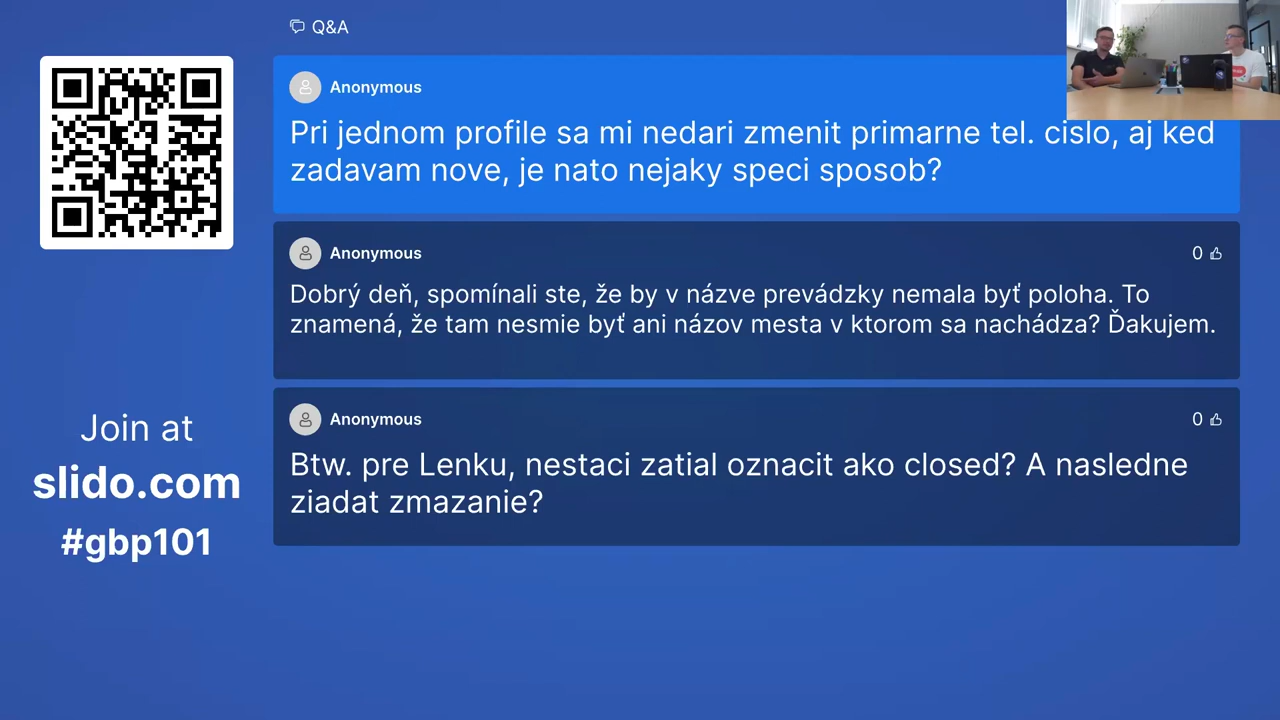 Q&A
Anonymous
Pri jednom profile sa mi nedari zmenit primarne tel. cislo, aj ked
zadavam nove, je nato nejaky speci sposob?
Anonymous
0
Dobrý deň, spomínali ste, že by v názve prevádzky nemala byť poloha. To
znamená, že tam nesmie byť ani názov mesta v ktorom sa nachádza? Ďakujem.
Anonymous
0
Btw. pre Lenku, nestaci zatial oznacit ako closed? A nasledne
ziadat zmazanie?
Join at
slido.com
#gbp101